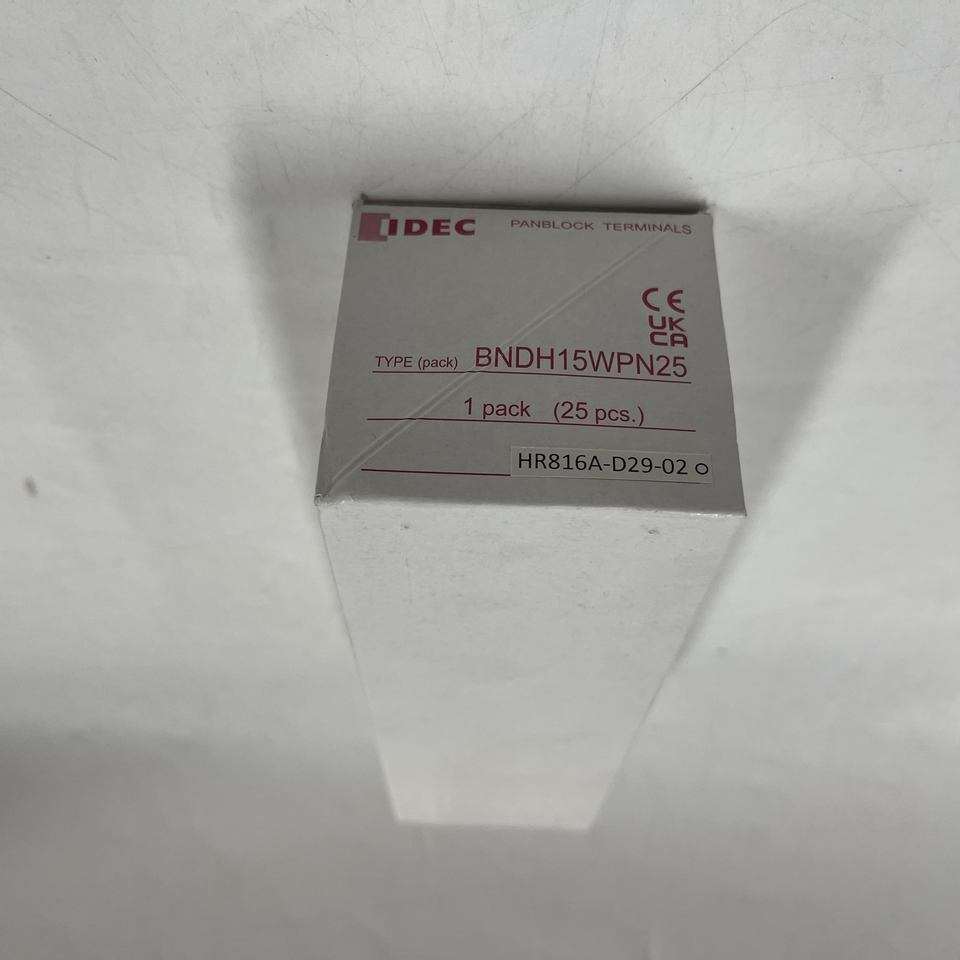 IDEC PANBLOCK TERMINALS
CE
UK
CA
TYPE (pack) BNDH15WPN25
1 pack (25 pcs.)
HR816A-D29-02 o